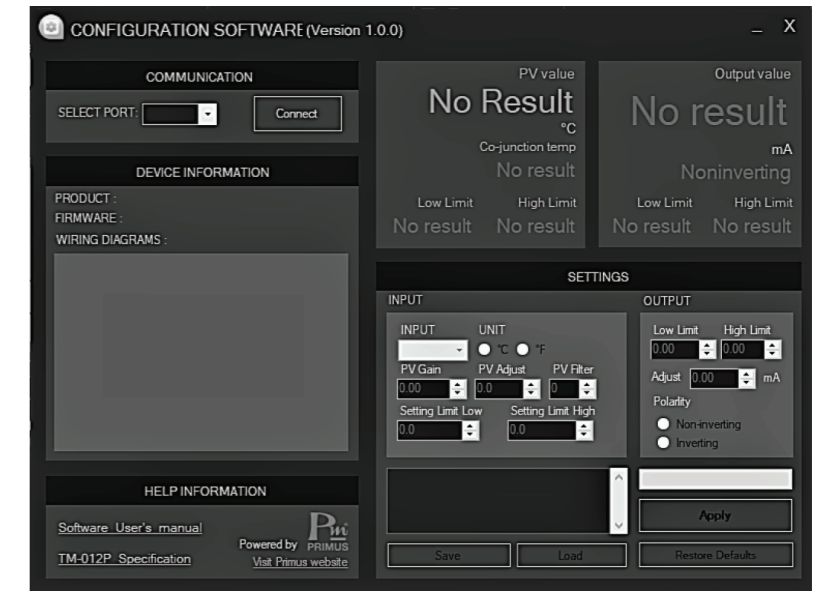 CONFIGURATION SOFTWARE (Version 1.0.0)
_ X
COMMUNICATION
SELECT PORT:
Connect
DEVICE INFORMATION
PRODUCT :
FIRMWARE :
WIRING DIAGRAMS :
HELP INFORMATION
Software User's manual
TM-012P Specification
Powered by
Pm
PRIMUS
Visit Primus website
PV value
No Result
°C
Co-junction temp
No result
Low Limit High Limit
No result No result
Output value
No result
mA
Noninverting
Low Limit High Limit
No result No result
SETTINGS
INPUT
INPUT UNIT
°C °F
PV Gain PV Adjust PV Filter
0.00 0.0 0
Setting Limit Low Setting Limit High
0.0 0.0
OUTPUT
Low Limit High Limit
0.00 0.00
Adjust 0.00 mA
Polarlity
Non-inverting
Inverting
Save Load
Apply
Restore Defaults